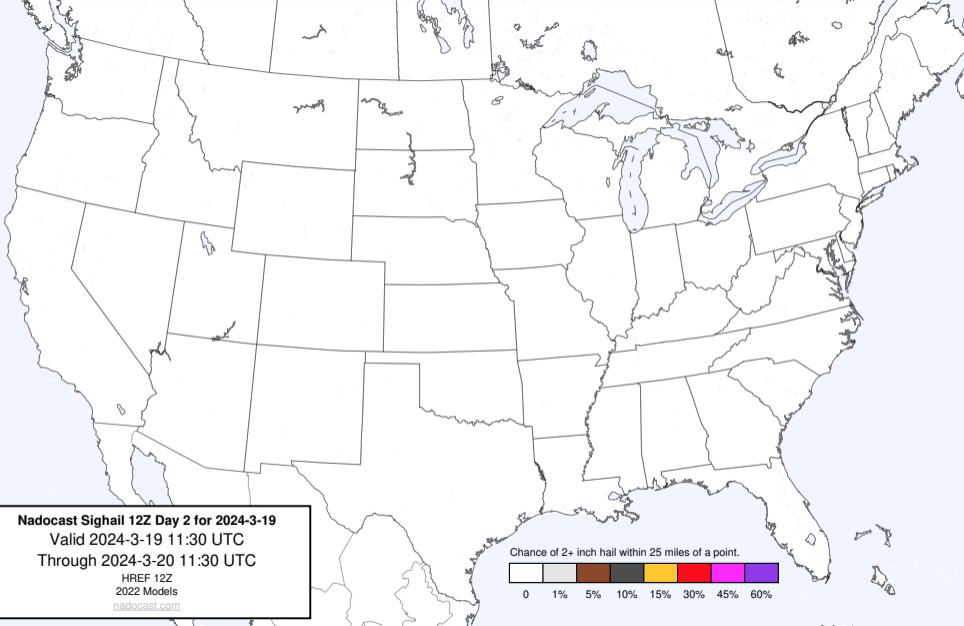 Nadocast Sighail 12Z Day 2 for 2024-3-19
Valid 2024-3-19 11:30 UTC
Through 2024-3-20 11:30 UTC
HREF 12Z
2022 Models
nadocast.com
Chance of 2+ inch hail within 25 miles of a point.
0 1% 5% 10% 15% 30% 45% 60%